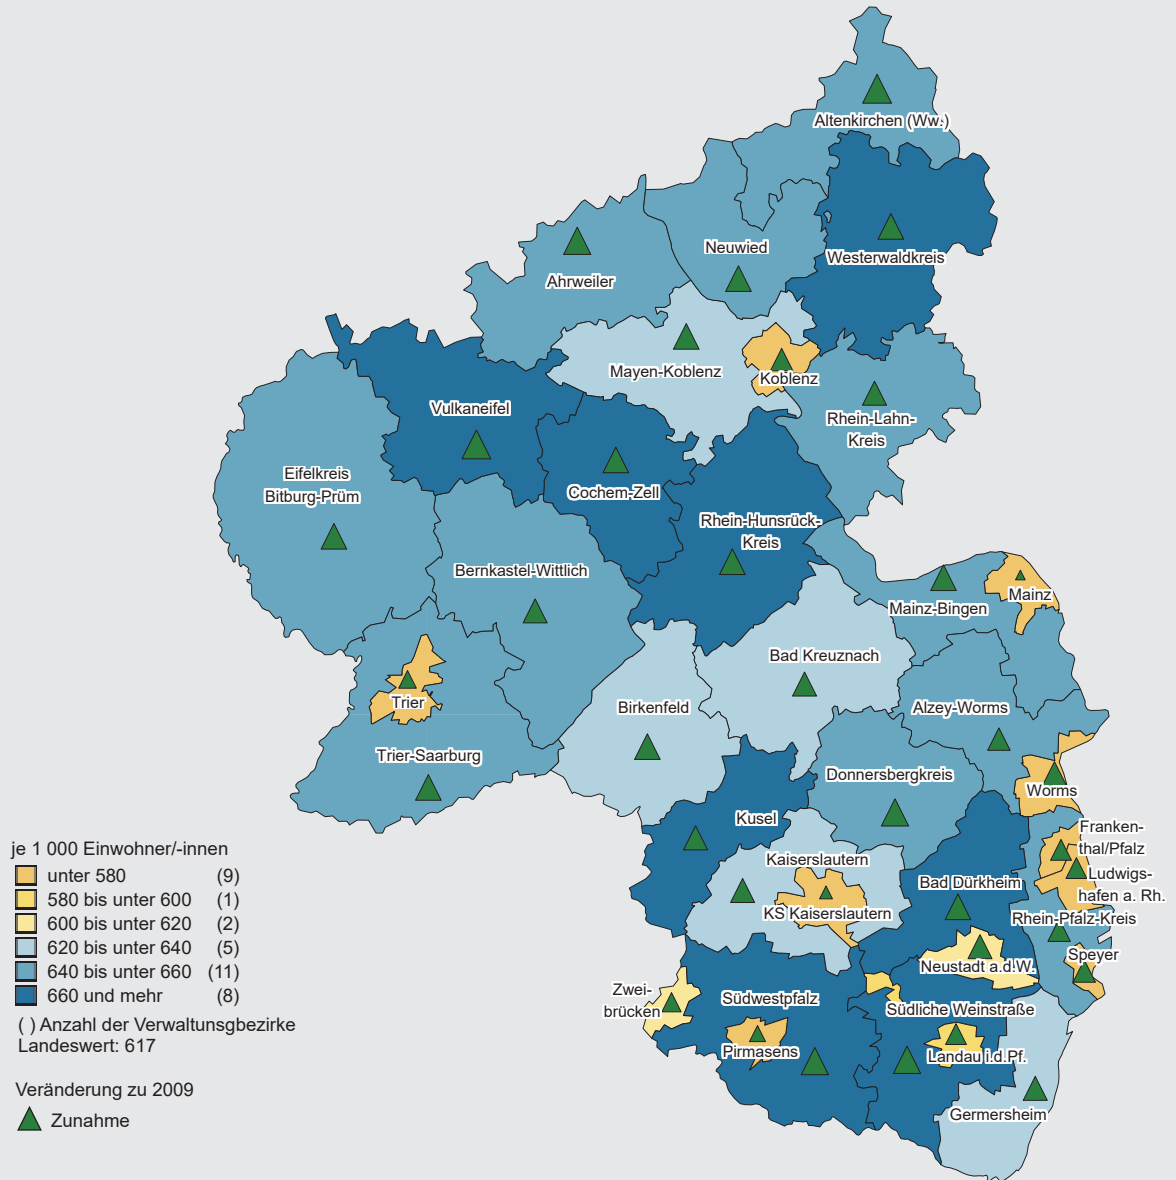 Altenkirchen (Ww.)
Neuwied
Westerwaldkreis
Ahrweiler
Mayen-Koblenz
Koblenz
Vulkaneifel
Rhein-Lahn-
Kreis
Eifelkreis
Bitburg-Prüm
Cochem-Zell
Rhein-Hunsrück-
Kreis
Bernkastel-Wittlich
Mainz-Bingen
Mainz
Bad Kreuznach
Trier
Birkenfeld
Alzey-Worms
Trier-Saarburg
Donnersbergkreis
Worms
Kusel
Franken-
thal/Pfalz
Kaiserslautern
Ludwigs-
hafen a. Rh.
Bad Dürkheim
KS Kaiserslautern
Rhein-Pfalz-Kreis
Speyer
Neustadt a.d.W.
Zwei-
brücken
Südwestpfalz
Südliche Weinstraße
Pirmasens
Landau i.d.Pf.
Germersheim
je 1 000 Einwohner/-innen
unter 580 (9)
580 bis unter 600 (1)
600 bis unter 620 (2)
620 bis unter 640 (5)
640 bis unter 660 (11)
660 und mehr (8)
( ) Anzahl der Verwaltunsgbezirke
Landeswert: 617
Veränderung zu 2009
Zunahme